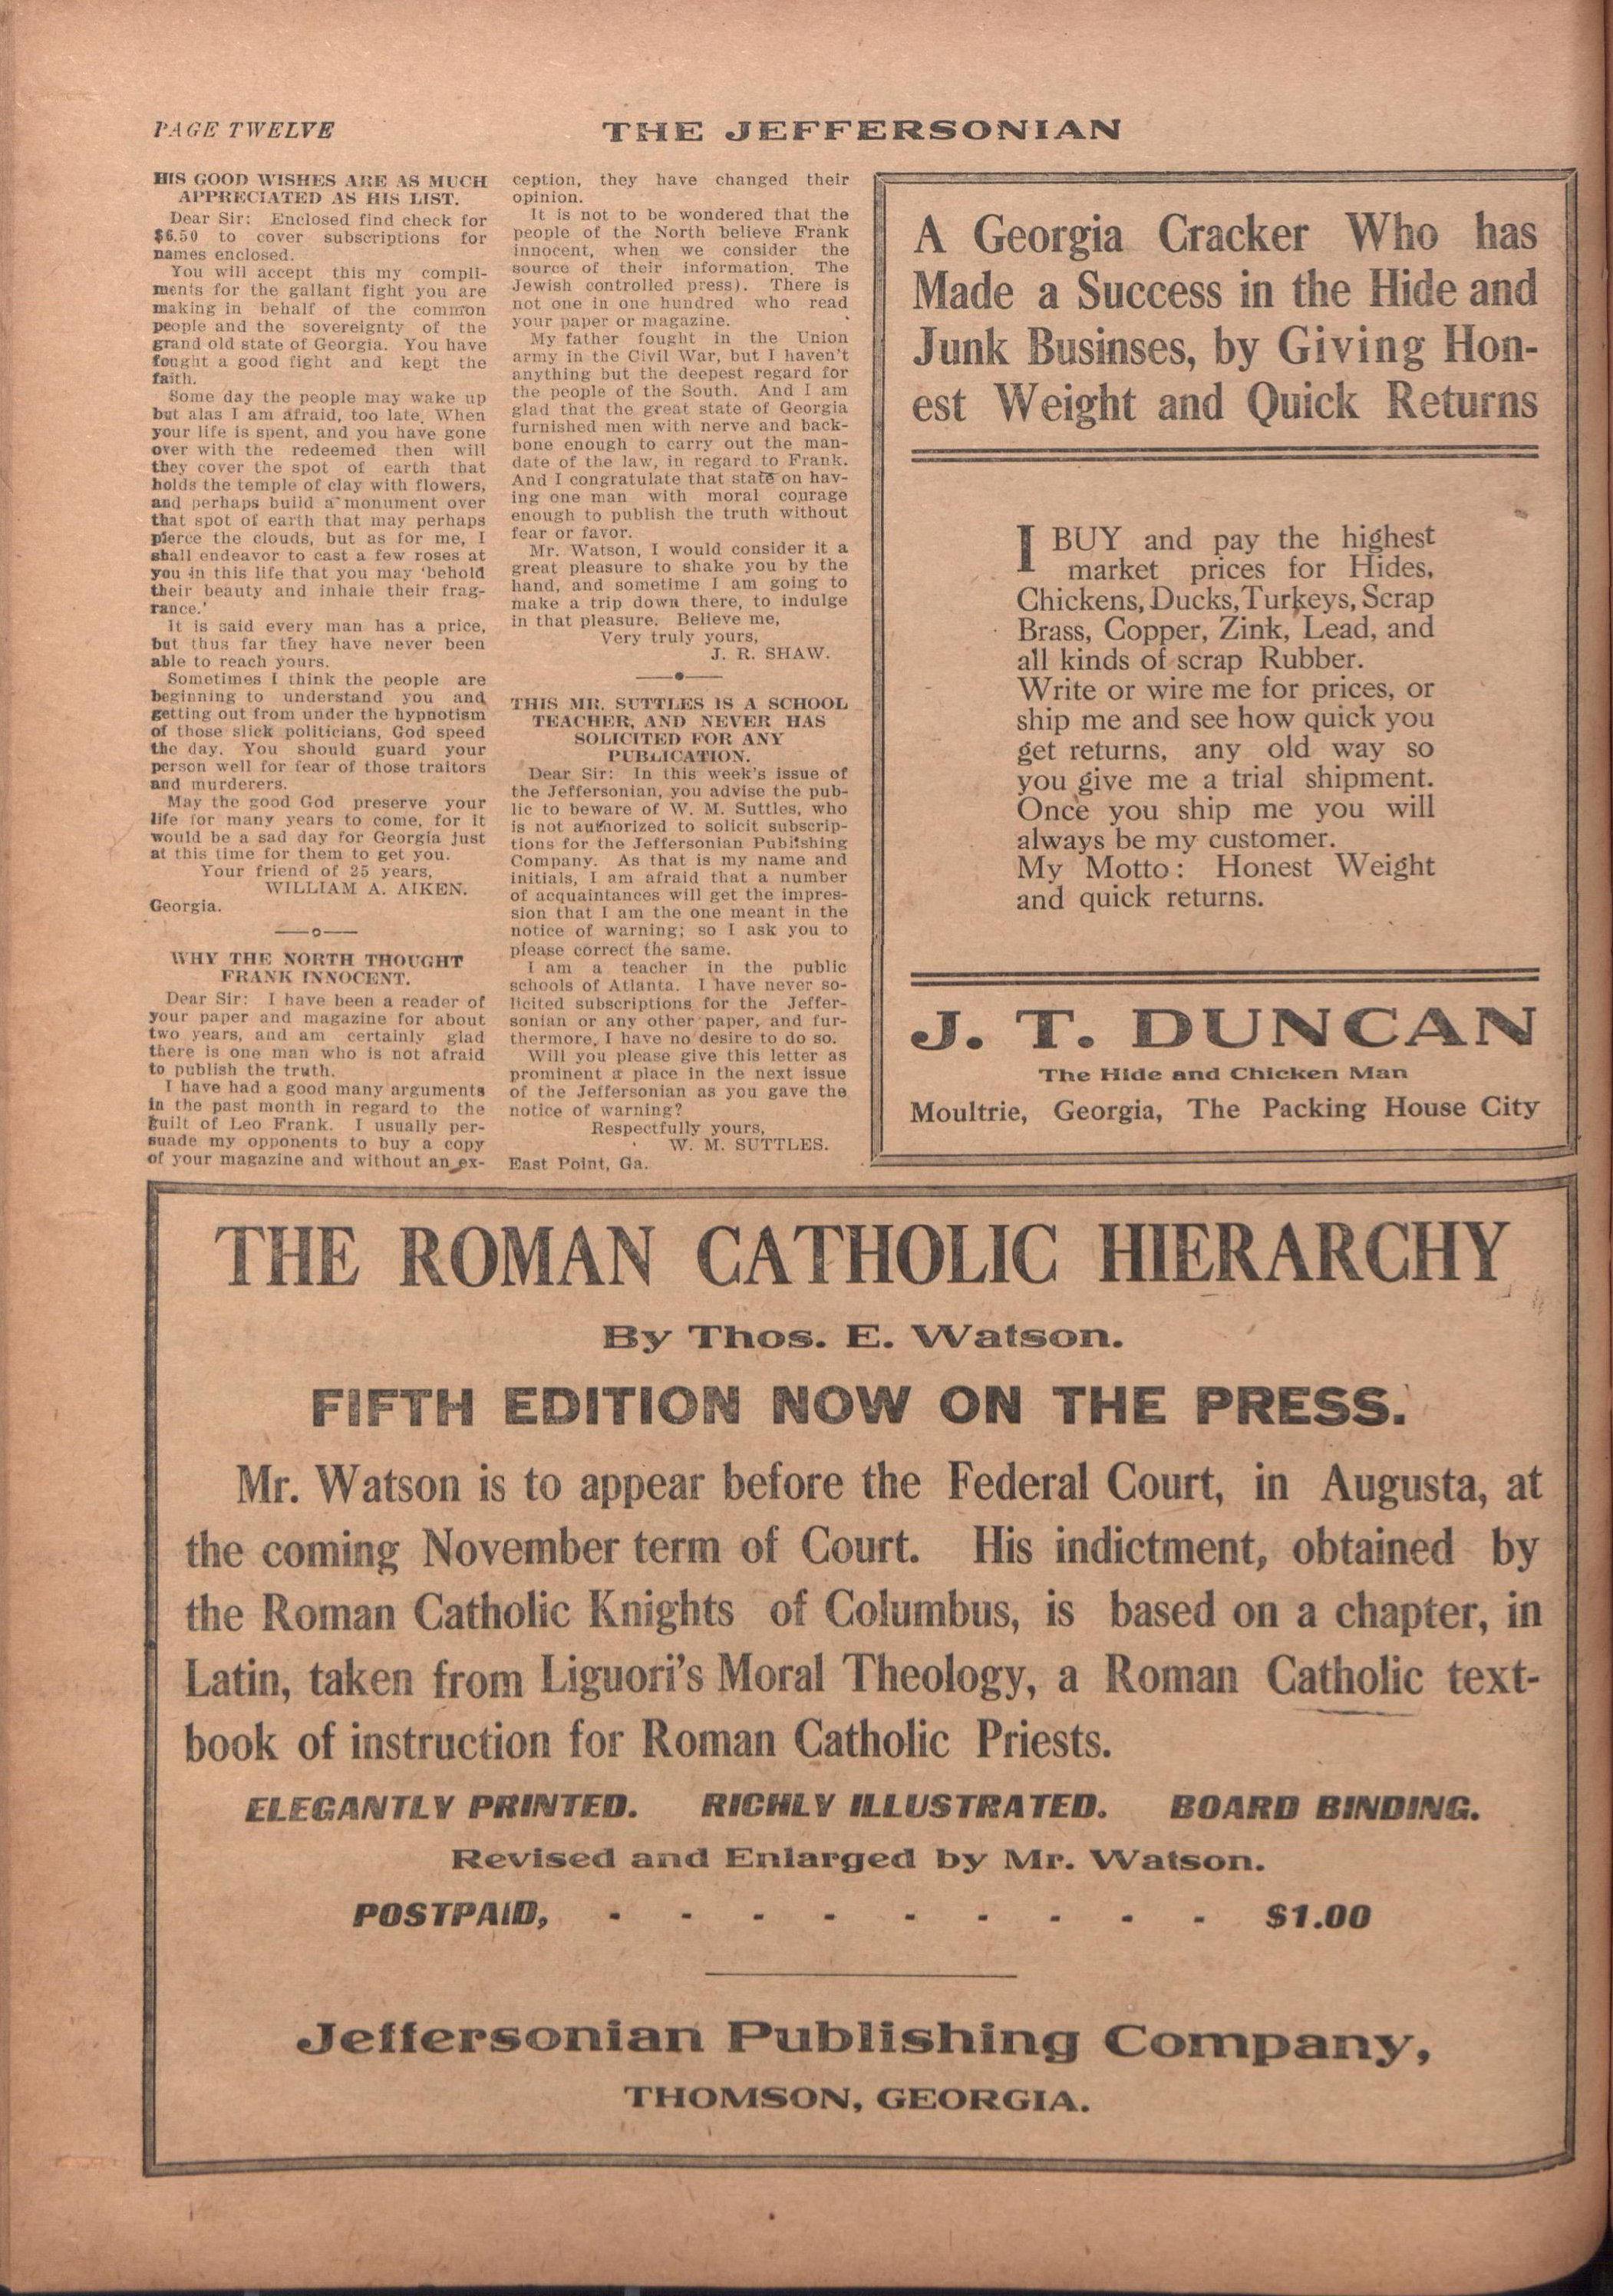 PAGE TWELVE
THE JEFFERSONIAN
HIS GOOD WISHES ARE AS MUCH
APPRECIATED AS HIS LIST.
Dear Sir: Enclosed find check for
$6.50 to cover subscriptions for
names enclosed.
You will accept this my compli-
ments for the gallant fight you are
making in behalf of the common
people and the sovereignty of the
grand old state of Georgia. You have
fought a good fight and kept the
faith.
Some day the people may wake up
but alas I am afraid, too late. When
your life is spent, and you have gone
over with the redeemed then will
they cover the spot of earth that
holds the temple of clay with flowers,
and perhaps build a monument over
that spot of earth that may perhaps
pierce the clouds, but as for me, I
shall endeavor to cast a few roses at
you in this life that you may 'behold
their beauty and inhale their frag-
rance.'
It is said every man has a price,
but thus far they have never been
able to reach yours.
Sometimes I think the people are
beginning to understand you and
getting out from under the hypnotism
of those slick politicians, God speed
the day. You should guard your
person well for fear of those traitors
and murderers.
May the good God preserve your
life for many years to come, for it
would be a sad day for Georgia just
at this time for them to get you.
Your friend of 25 years,
WILLIAM A. AIKEN.
Georgia.
WHY THE NORTH THOUGHT
FRANK INNOCENT.
Dear Sir: I have been a reader of
your paper and magazine for about
two years, and am certainly glad
there is one man who is not afraid
to publish the truth.
I have had a good many arguments
in the past month in regard to the
guilt of Leo Frank. I usually per-
suade my opponents to buy a copy
of your magazine and without an ex-
ception, they have changed their
opinion.
It is not to be wondered that the
people of the North believe Frank
innocent, when we consider the
source of their information. The
Jewish controlled press). There is
not one in one hundred who read
your paper or magazine.
My father fought in the Union
army in the Civil War, but I haven't
anything but the deepest regard for
the people of the South. And I am
glad that the great state of Georgia
furnished men with nerve and back-
bone enough to carry out the man-
date of the law, in regard to Frank.
And I congratulate that state on hav-
ing one man with moral courage
enough to publish the truth without
fear or favor.
Mr. Watson, I would consider it a
great pleasure to shake you by the
hand, and sometime I am going to
make a trip down there, to indulge
in that pleasure. Believe me,
Very truly yours,
J. R. SHAW.
THIS MR. SUTTLES IS A SCHOOL
TEACHER, AND NEVER HAS
SOLICITED FOR ANY
PUBLICATION.
Dear Sir: In this week's issue of
the Jeffersonian, you advise the pub-
lic to beware of W. M. Suttles, who
is not authorized to solicit subscrip-
tions for the Jeffersonian Publishing
Company. As that is my name and
initials, I am afraid that a number
of acquaintances will get the impres-
sion that I am the one meant in the
notice of warning; so I ask you to
please correct the same.
I am a teacher in the public
schools of Atlanta. I have never so-
licited subscriptions for the Jeffer-
sonian or any other paper, and fur-
thermore, I have no desire to do so.
Will you please give this letter as
prominent a place in the next issue
of the Jeffersonian as you gave the
notice of warning?
Respectfully yours,
W. M. SUTTLES.
East Point, Ga.
A Georgia Cracker Who has
Made a Success in the Hide and
Junk Businses, by Giving Hon-
est Weight and Quick Returns
I BUY and pay the highest
market prices for Hides,
Chickens, Ducks, Turkeys, Scrap
Brass, Copper, Zink, Lead, and
all kinds of scrap Rubber.
Write or wire me for prices, or
ship me and see how quick you
get returns, any old way so
you give me a trial shipment.
Once you ship me you will
always be my customer.
My Motto: Honest Weight
and quick returns.
J. T. DUNCAN
The Hide and Chicken Man
Moultrie, Georgia, The Packing House City
THE ROMAN CATHOLIC HIERARCHY
By Thos. E. Watson.
FIFTH EDITION NOW ON THE PRESS.
Mr. Watson is to appear before the Federal Court, in Augusta, at
the coming November term of Court. His indictment, obtained by
the Roman Catholic Knights of Columbus, is based on a chapter, in
Latin, taken from Liguori's Moral Theology, a Roman Catholic text-
book of instruction for Roman Catholic Priests.
ELEGANTLY PRINTED. RICHLY ILLUSTRATED. BOARD BINDING.
Revised and Enlarged by Mr. Watson.
POSTPAID, - - - - - - - - - $1.00
Jeffersonian Publishing Company,
THOMSON, GEORGIA.